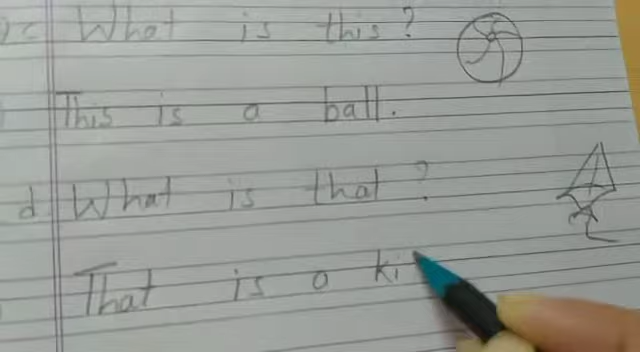 c What is this?
This is a ball.
d What is that?
That is a ki